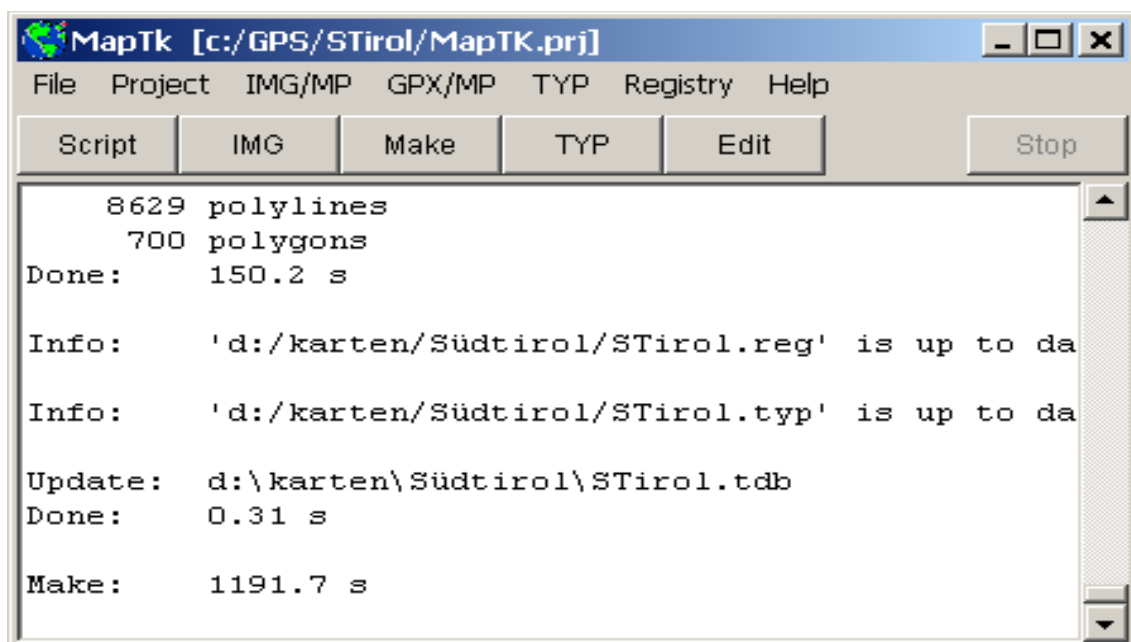 MapTk [c:/GPS/STirol/MapTK.prj]
File Project IMG/MP GPX/MP TYP Registry Help
Script IMG Make TYP Edit Stop
8629 polylines
700 polygons
Done: 150.2 s
Info: 'd:/karten/Südtirol/STirol.reg' is up to da
Info: 'd:/karten/Südtirol/STirol.typ' is up to da
Update: d:\karten\Südtirol\STirol.tdb
Done: 0.31 s
Make: 1191.7 s